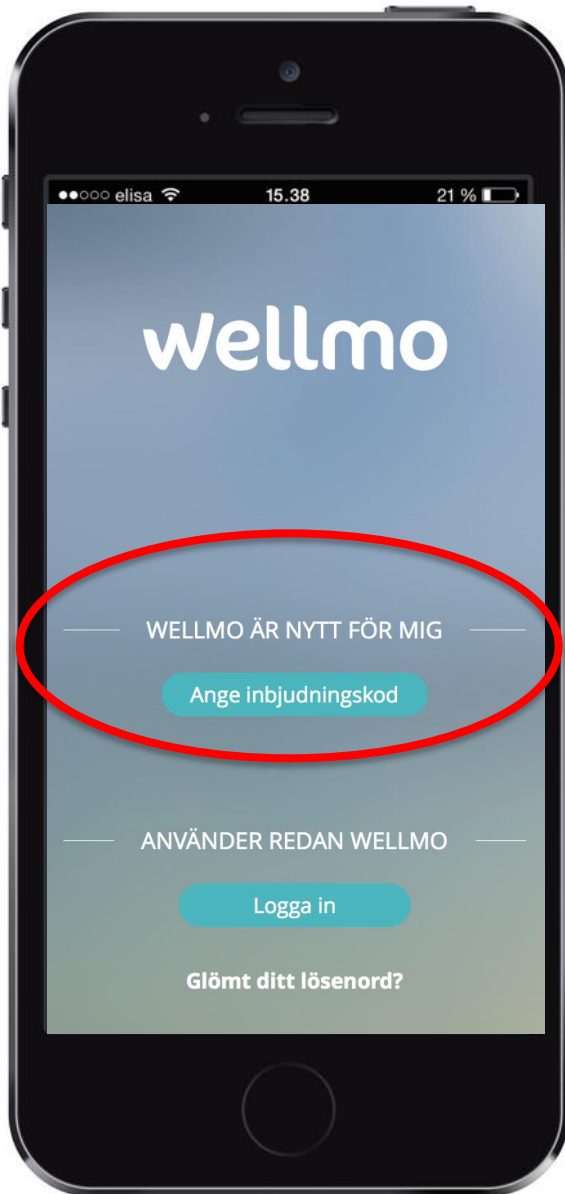 ●●○○○ elisa 15.38 21 %
wellmo
WELLMO ÄR NYTT FÖR MIG
Ange inbjudningskod
ANVÄNDER REDAN WELLMO
Logga in
Glömt ditt lösenord?